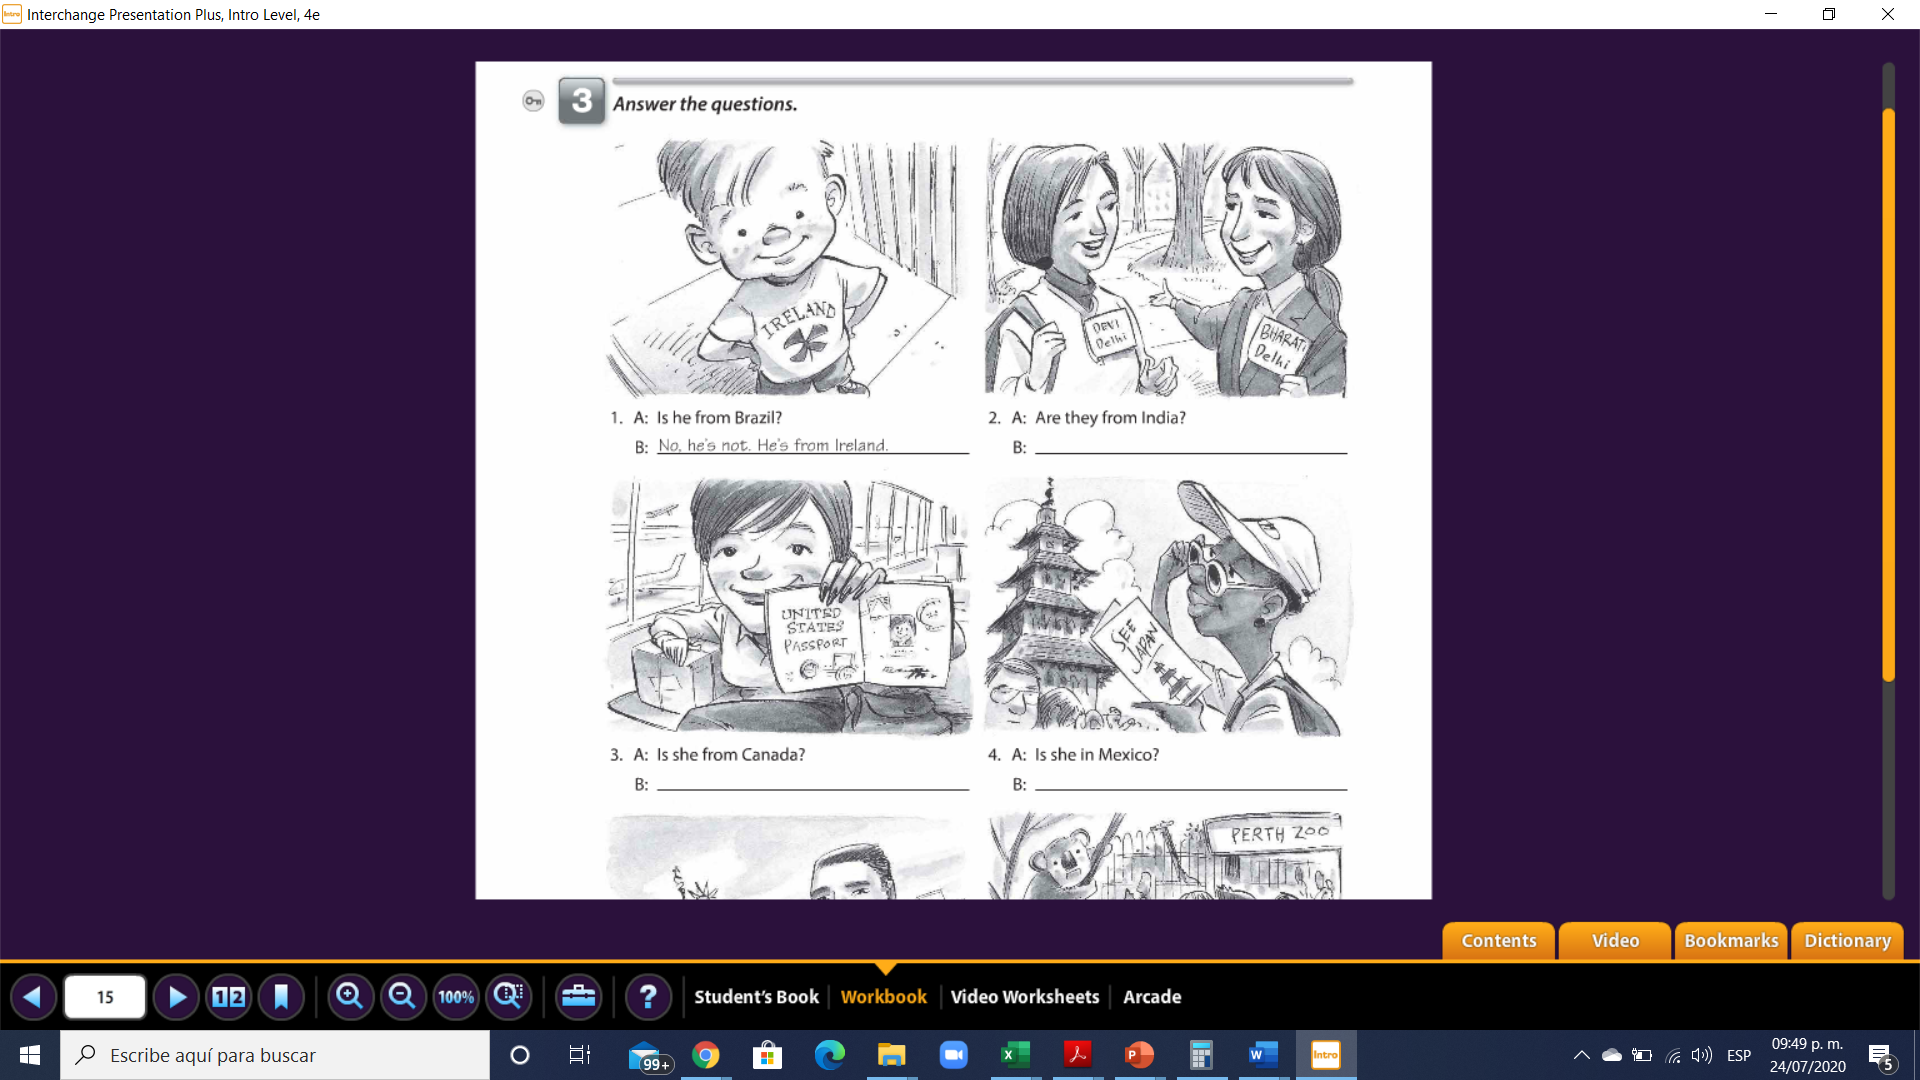 Intro Interchange Presentation Plus, Intro Level, 4e
3 Answer the questions.
IRELAND
DEVI
Delhi
BHARATI
Delhi
1. A: Is he from Brazil?
B: No, he's not. He's from Ireland.
2. A: Are they from India?
B:
UNITED
STATES
PASSPORT
SEE
JAPAN
3. A: Is she from Canada?
B:
4. A: Is she in Mexico?
B:
PERTH ZOO
Contents Video Bookmarks Dictionary
15 12 100% ? Student's Book Workbook Video Worksheets Arcade
Escribe aquí para buscar
99+
Intro
ESP
09:49 p. m.
24/07/2020
5